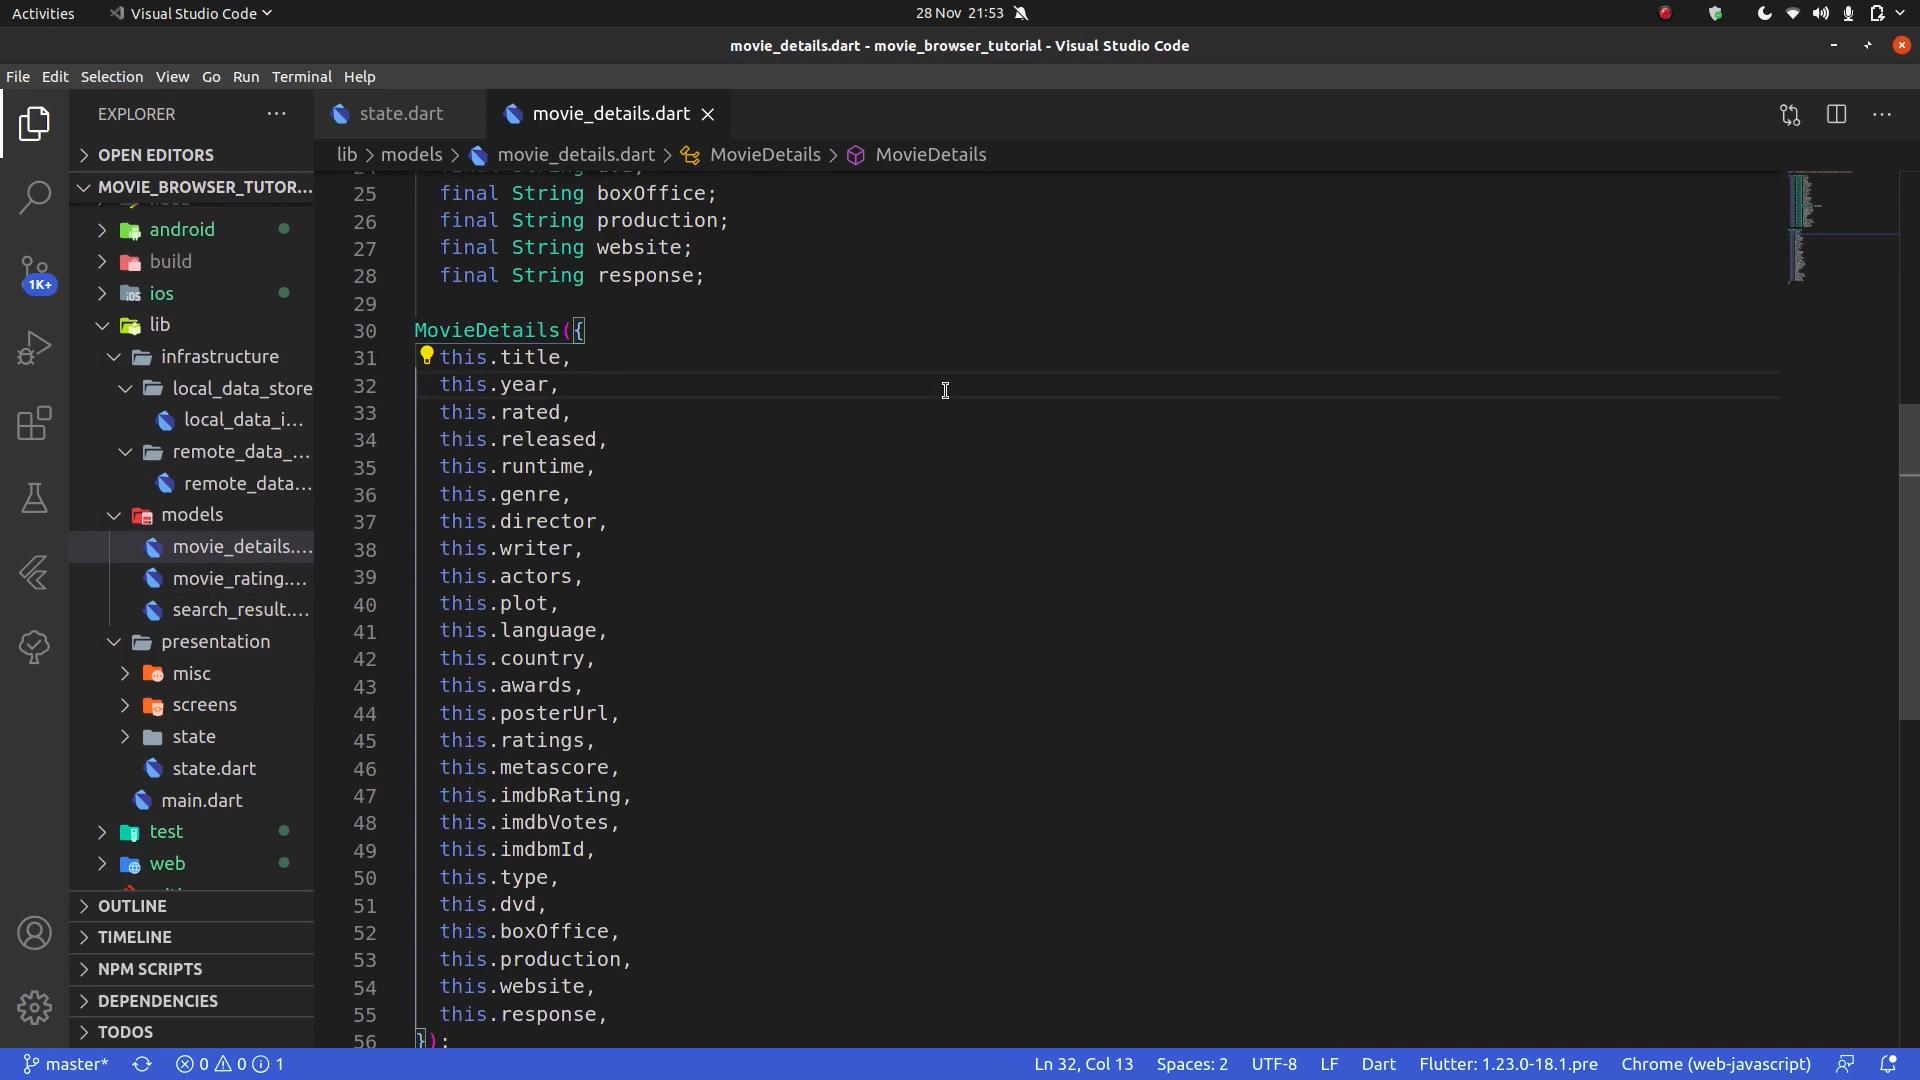 Activities
Visual Studio Code
28 Nov 21:53
movie_details.dart - movie_browser_tutorial - Visual Studio Code
File Edit Selection View Go Run Terminal Help
EXPLORER
state.dart
movie_details.dart
OPEN EDITORS
lib > models > movie_details.dart > MovieDetails > MovieDetails
MOVIE_BROWSER_TUTOR...
android
build
ios
1K+
lib
infrastructure
local_data_store
local_data_i...
remote_data_...
remote_data...
models
movie_details....
movie_rating....
search_result....
presentation
misc
screens
state
state.dart
main.dart
test
web
OUTLINE
TIMELINE
NPM SCRIPTS
DEPENDENCIES
TODOS
25 final String boxOffice;
26 final String production;
27 final String website;
28 final String response;
29
30 MovieDetails({
31 this.title,
32 this.year,
33 this.rated,
34 this.released,
35 this.runtime,
36 this.genre,
37 this.director,
38 this.writer,
39 this.actors,
40 this.plot,
41 this.language,
42 this.country,
43 this.awards,
44 this.posterUrl,
45 this.ratings,
46 this.metascore,
47 this.imdbRating,
48 this.imdbVotes,
49 this.imdbmId,
50 this.type,
51 this.dvd,
52 this.boxOffice,
53 this.production,
54 this.website,
55 this.response,
56 });
master* 0 0 1 Ln 32, Col 13 Spaces: 2 UTF-8 LF Dart Flutter: 1.23.0-18.1.pre Chrome (web-javascript)